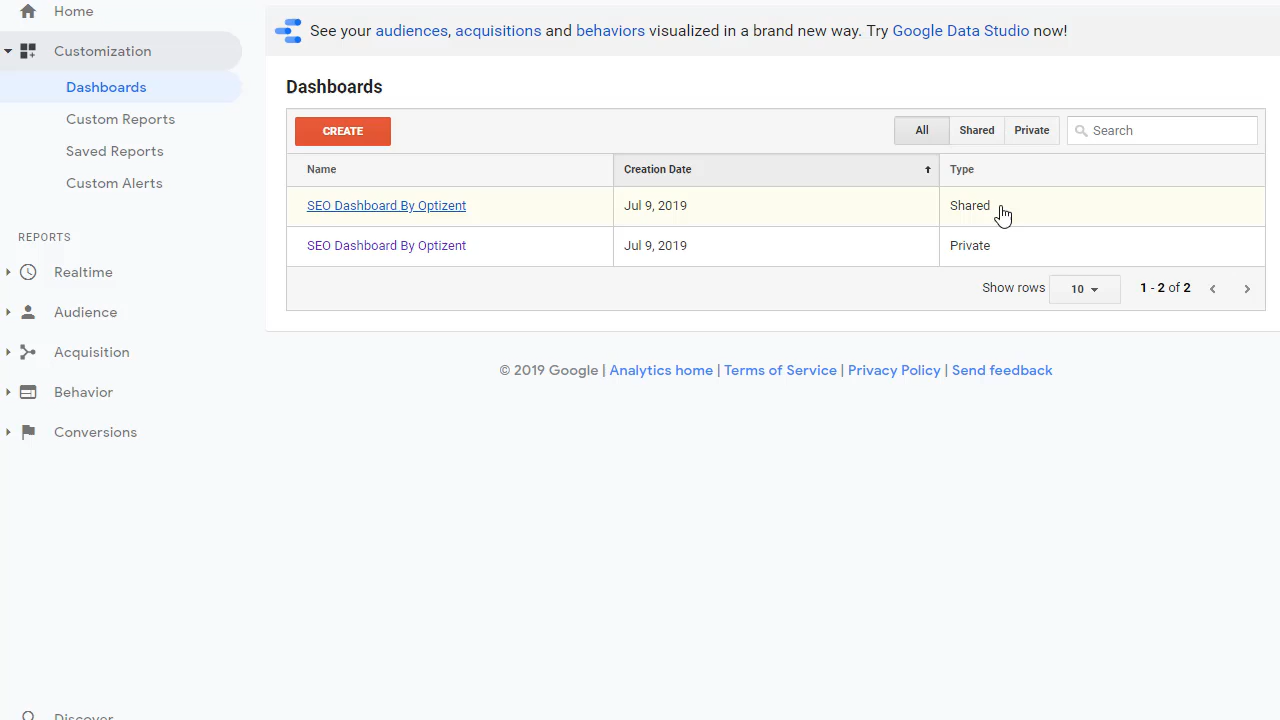 Home
Customization
Dashboards
Custom Reports
Saved Reports
Custom Alerts
REPORTS
Realtime
Audience
Acquisition
Behavior
Conversions
Discover
See your audiences, acquisitions and behaviors visualized in a brand new way. Try Google Data Studio now!
Dashboards
CREATE
All Shared Private Search
Name Creation Date Type
SEO Dashboard By Optizent Jul 9, 2019 Shared
SEO Dashboard By Optizent Jul 9, 2019 Private
Show rows 10 1 - 2 of 2
© 2019 Google | Analytics home | Terms of Service | Privacy Policy | Send feedback